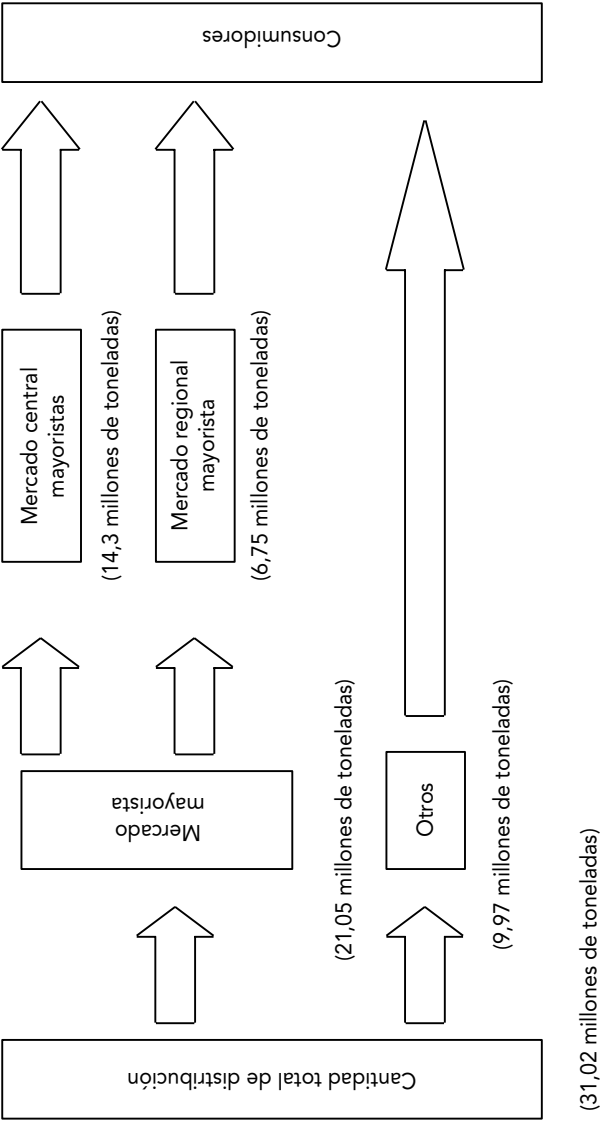 Cantidad total de distribución
(31,02 millones de toneladas)
Mercado
mayorista
(21,05 millones de toneladas)
Otros
(9,97 millones de toneladas)
Mercado central
mayoristas
(14,3 millones de toneladas)
Mercado regional
mayorista
(6,75 millones de toneladas)
Consumidores